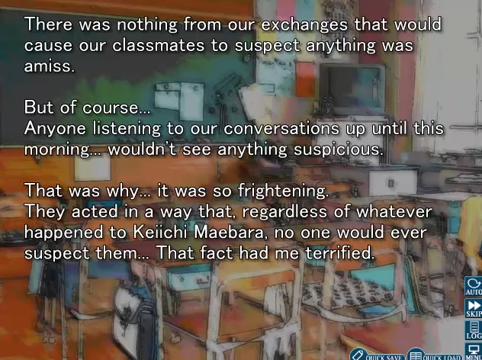 There was nothing from our exchanges that would
cause our classmates to suspect anything was
amiss.
But of course...
Anyone listening to our conversations up until this
morning... wouldn't see anything suspicious.
That was why... it was so frightening.
They acted in a way that, regardless of whatever
happened to Keiichi Maebara, no one would ever
suspect them... That fact had me terrified.
AUTO
SKIP
LOG
QUICK SAVE
QUICK LOAD
MENU